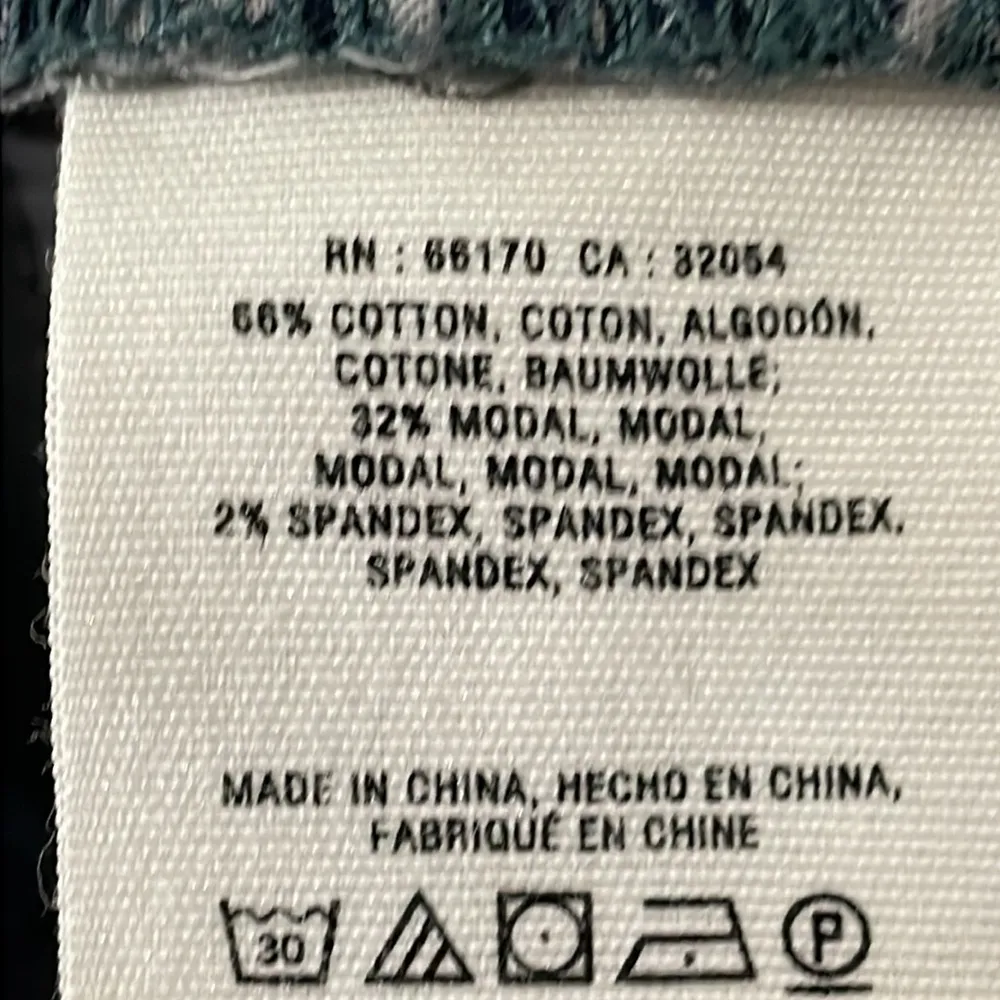 RN : 66170 CA : 32054
66% COTTON, COTON, ALGODÓN,
COTONE, BAUMWOLLE;
32% MODAL, MODAL,
MODAL, MODAL, MODAL;
2% SPANDEX, SPANDEX, SPANDEX,
SPANDEX, SPANDEX
MADE IN CHINA, HECHO EN CHINA,
FABRIQUÉ EN CHINE
30 P